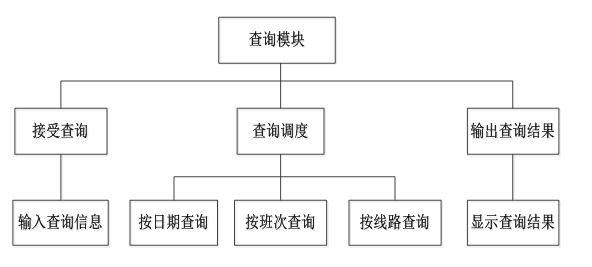 查询模块
接受查询
查询调度
输出查询结果
输入查询信息
按日期查询
按班次查询
按线路查询
显示查询结果